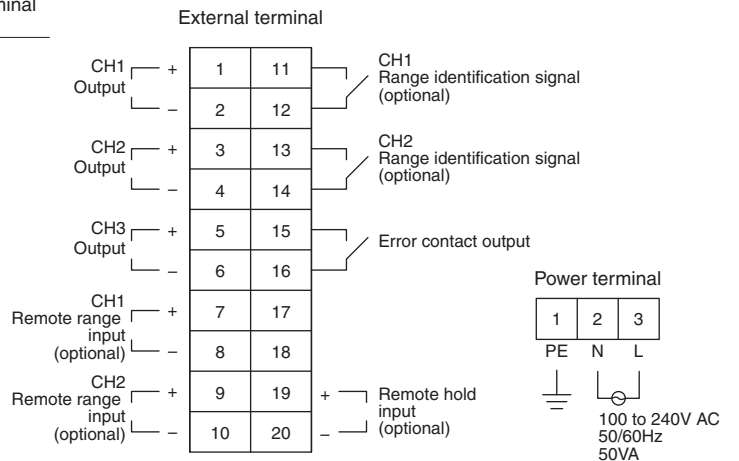 minal
External terminal
CH1
Output
+ 1 11
– 2 12
CH1
Range identification signal
(optional)
CH2
Output
+ 3 13
– 4 14
CH2
Range identification signal
(optional)
CH3
Output
+ 5 15
– 6 16
Error contact output
CH1
Remote range
input
(optional)
+ 7 17
– 8 18
CH2
Remote range
input
(optional)
+ 9 19 +
– 10 20 –
Remote hold
input
(optional)
Power terminal
1 2 3
PE N L
100 to 240V AC
50/60Hz
50VA